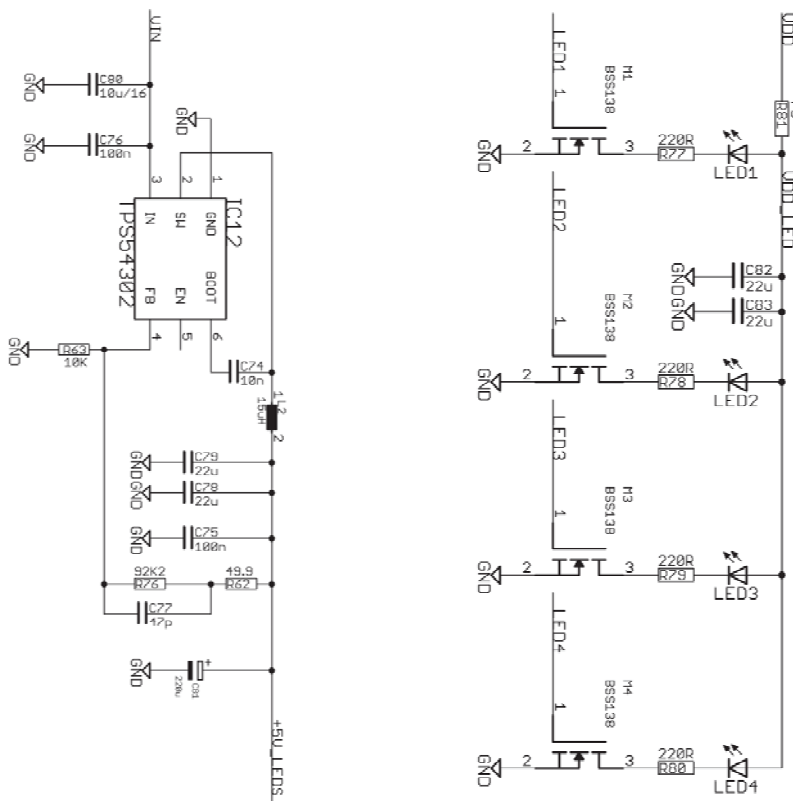 VIN
GND
C80
10u/16
GND
C76
100n
GND
3
2
1
IN
SW
GND
IC12
TPS54302
FB
EN
BOOT
4
5
6
GND
R63
10K
C74
10n
1
L2
15uH
2
GND
C79
22u
GND
C78
22u
GND
C75
100n
92K2
R76
49.9
R62
C77
47p
GND
+
C81
220u
+5V_LEDS
LED1
1
M1
BSS138
GND
2
3
220R
R77
LED1
VDD
R81
VDD_LED
GND
C82
22u
GND
C83
22u
LED2
1
M2
BSS138
GND
2
3
220R
R78
LED2
LED3
1
M3
BSS138
GND
2
3
220R
R79
LED3
LED4
1
M4
BSS138
GND
2
3
220R
R80
LED4